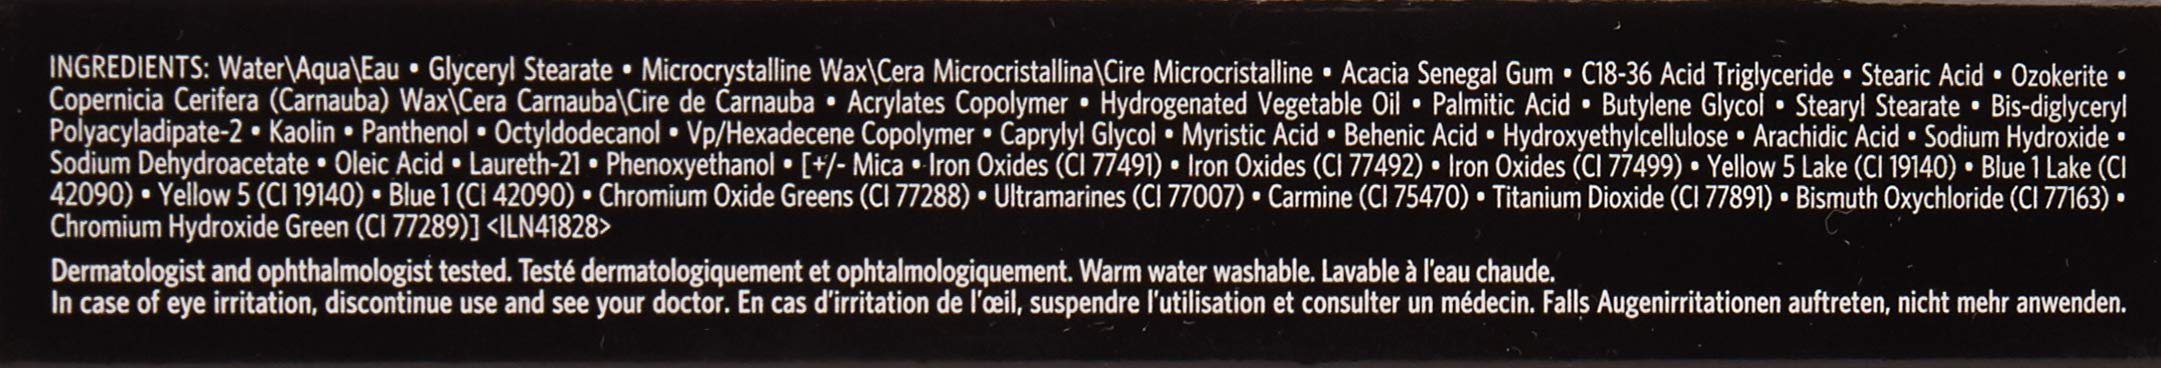 INGREDIENTS: Water\Aqua\Eau • Glyceryl Stearate • Microcrystalline Wax\Cera Microcristallina\Cire Microcristalline • Acacia Senegal Gum • C18-36 Acid Triglyceride • Stearic Acid • Ozokerite •
Copernicia Cerifera (Carnauba) Wax\Cera Carnauba\Cire de Carnauba • Acrylates Copolymer • Hydrogenated Vegetable Oil • Palmitic Acid • Butylene Glycol • Stearyl Stearate • Bis-diglyceryl
Polyacyladipate-2 • Kaolin • Panthenol • Octyldodecanol • Vp/Hexadecene Copolymer • Caprylyl Glycol • Myristic Acid • Behenic Acid • Hydroxyethylcellulose • Arachidic Acid • Sodium Hydroxide •
Sodium Dehydroacetate • Oleic Acid • Laureth-21 • Phenoxyethanol • [+/- Mica • Iron Oxides (CI 77491) • Iron Oxides (CI 77492) • Iron Oxides (CI 77499) • Yellow 5 Lake (CI 19140) • Blue 1 Lake (CI
42090) • Yellow 5 (CI 19140) • Blue 1 (CI 42090) • Chromium Oxide Greens (CI 77288) • Ultramarines (CI 77007) • Carmine (CI 75470) • Titanium Dioxide (CI 77891) • Bismuth Oxychloride (CI 77163) •
Chromium Hydroxide Green (CI 77289)] <ILN41828>
Dermatologist and ophthalmologist tested. Testé dermatologiquement et ophtalmologiquement. Warm water washable. Lavable à l'eau chaude.
In case of eye irritation, discontinue use and see your doctor. En cas d'irritation de l'œil, suspendre l'utilisation et consulter un médecin. Falls Augenirritationen auftreten, nicht mehr anwenden.